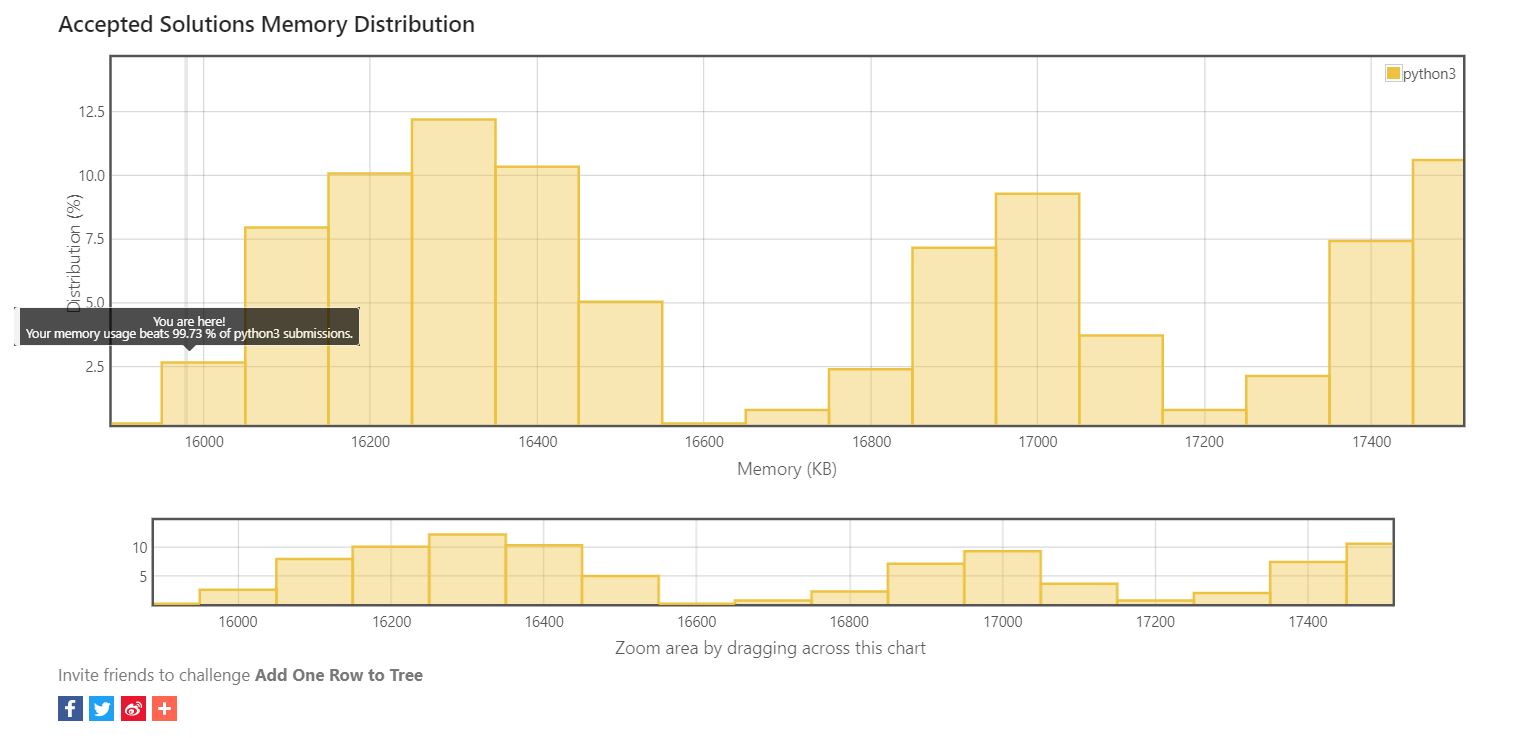 Accepted Solutions Memory Distribution
python3
12.5
10.0
7.5
5.0
2.5
Distribution (%)
You are here!
Your memory usage beats 99.73 % of python3 submissions.
16000 16200 16400 16600 16800 17000 17200 17400
Memory (KB)
10
5
16000 16200 16400 16600 16800 17000 17200 17400
Zoom area by dragging across this chart
Invite friends to challenge Add One Row to Tree